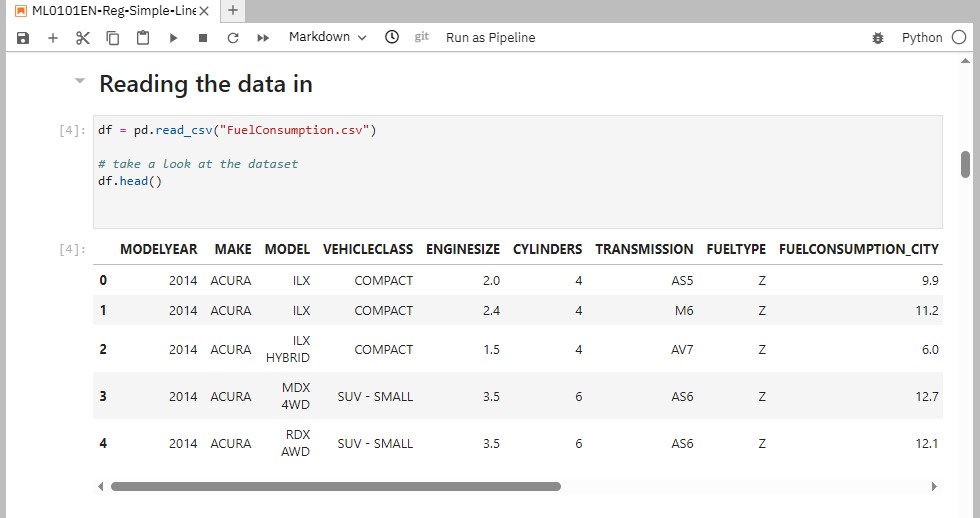 ML0101EN-Reg-Simple-Line
Markdown git Run as Pipeline Python
Reading the data in
[4]: df = pd.read_csv("FuelConsumption.csv")
# take a look at the dataset
df.head()
[4]: MODELYEAR MAKE MODEL VEHICLECLASS ENGINESIZE CYLINDERS TRANSMISSION FUELTYPE FUELCONSUMPTION_CITY
0 2014 ACURA ILX COMPACT 2.0 4 AS5 Z 9.9
1 2014 ACURA ILX COMPACT 2.4 4 M6 Z 11.2
2 2014 ACURA ILX HYBRID COMPACT 1.5 4 AV7 Z 6.0
3 2014 ACURA MDX 4WD SUV - SMALL 3.5 6 AS6 Z 12.7
4 2014 ACURA RDX AWD SUV - SMALL 3.5 6 AS6 Z 12.1